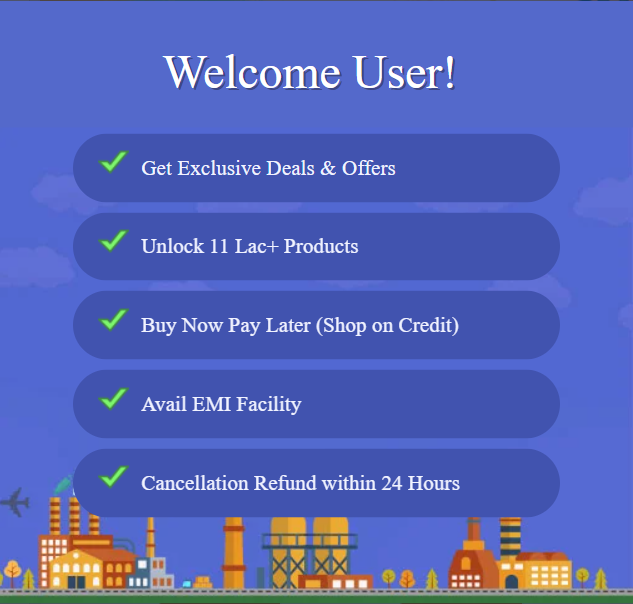 Welcome User!
Get Exclusive Deals & Offers
Unlock 11 Lac+ Products
Buy Now Pay Later (Shop on Credit)
Avail EMI Facility
Cancellation Refund within 24 Hours